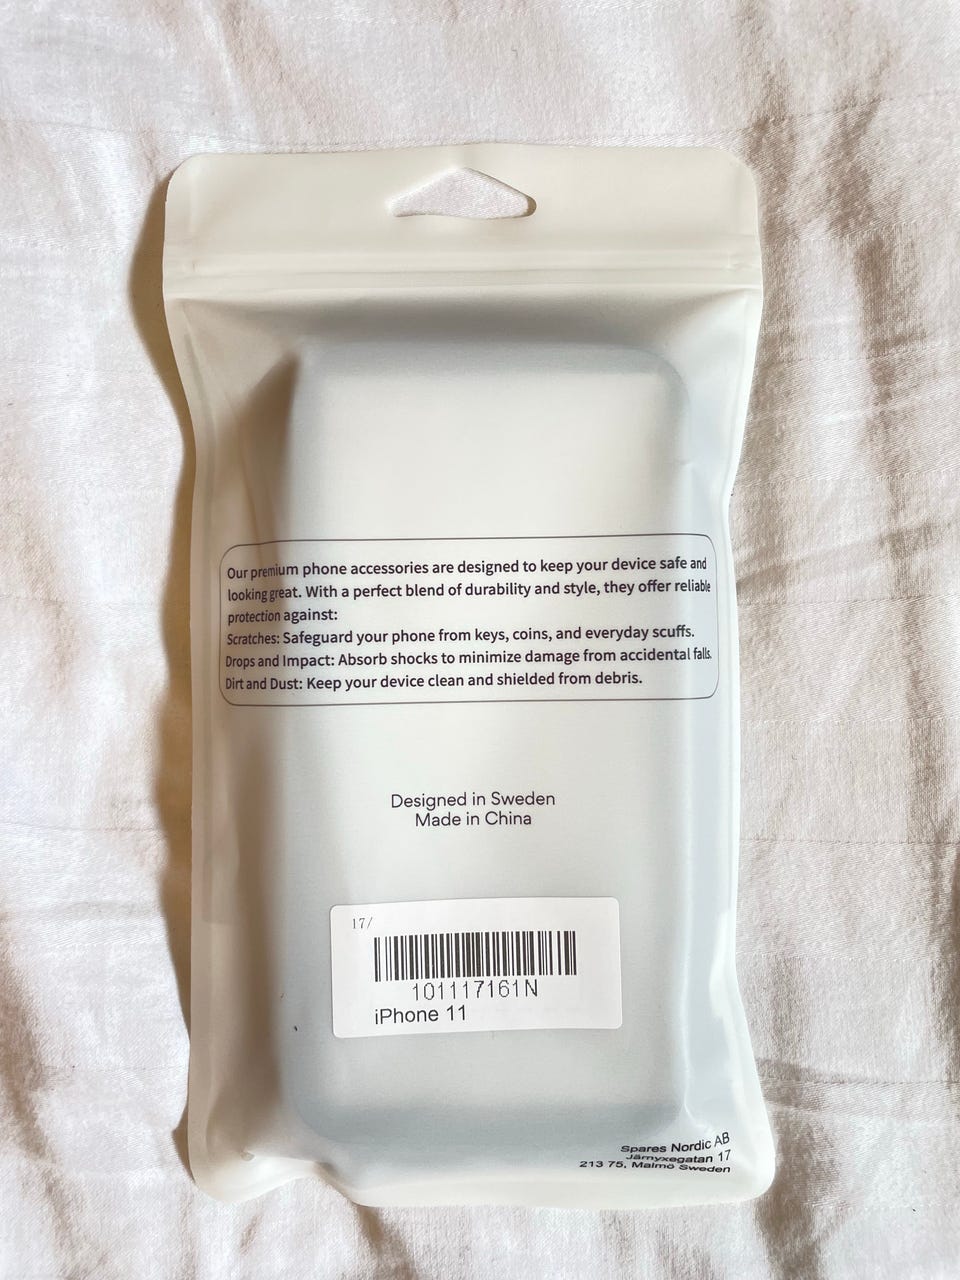 Our premium phone accessories are designed to keep your device safe and
looking great. With a perfect blend of durability and style, they offer reliable
protection against:
Scratches: Safeguard your phone from keys, coins, and everyday scuffs.
Drops and Impact: Absorb shocks to minimize damage from accidental falls.
Dirt and Dust: Keep your device clean and shielded from debris.
Designed in Sweden
Made in China
17/
101117161N
iPhone 11
Spares Nordic AB
Järnyxegatan 17
213 75, Malmö Sweden